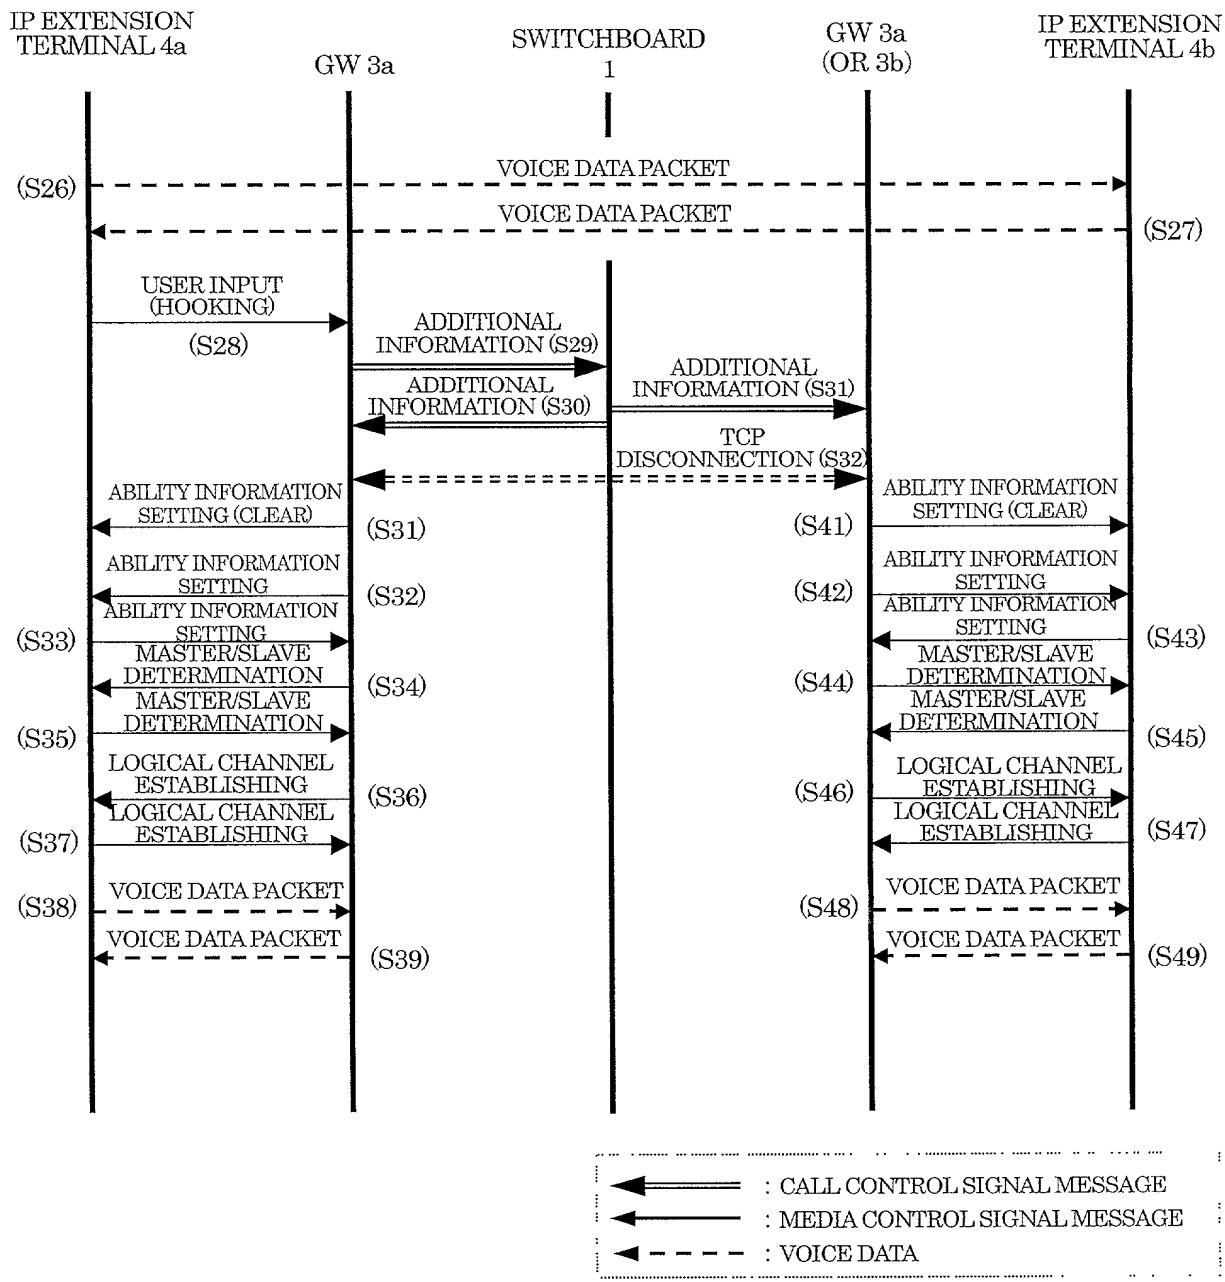 IP EXTENSION
TERMINAL 4a
GW 3a
SWITCHBOARD
1
GW 3a
(OR 3b)
IP EXTENSION
TERMINAL 4b
(S26)
VOICE DATA PACKET
VOICE DATA PACKET
(S27)
USER INPUT
(HOOKING)
(S28)
ADDITIONAL
INFORMATION (S29)
ADDITIONAL
INFORMATION (S31)
ADDITIONAL
INFORMATION (S30)
TCP
DISCONNECTION (S32)
ABILITY INFORMATION
SETTING (CLEAR)
(S31)
(S41)
ABILITY INFORMATION
SETTING (CLEAR)
ABILITY INFORMATION
SETTING
(S32)
(S42)
ABILITY INFORMATION
SETTING
(S33)
ABILITY INFORMATION
SETTING
ABILITY INFORMATION
SETTING
(S43)
MASTER/SLAVE
DETERMINATION
(S34)
(S44)
MASTER/SLAVE
DETERMINATION
(S35)
MASTER/SLAVE
DETERMINATION
MASTER/SLAVE
DETERMINATION
(S45)
LOGICAL CHANNEL
ESTABLISHING
(S36)
(S46)
LOGICAL CHANNEL
ESTABLISHING
(S37)
LOGICAL CHANNEL
ESTABLISHING
LOGICAL CHANNEL
ESTABLISHING
(S47)
(S38)
VOICE DATA PACKET
(S48)
VOICE DATA PACKET
VOICE DATA PACKET
(S39)
VOICE DATA PACKET
(S49)
: CALL CONTROL SIGNAL MESSAGE
: MEDIA CONTROL SIGNAL MESSAGE
: VOICE DATA